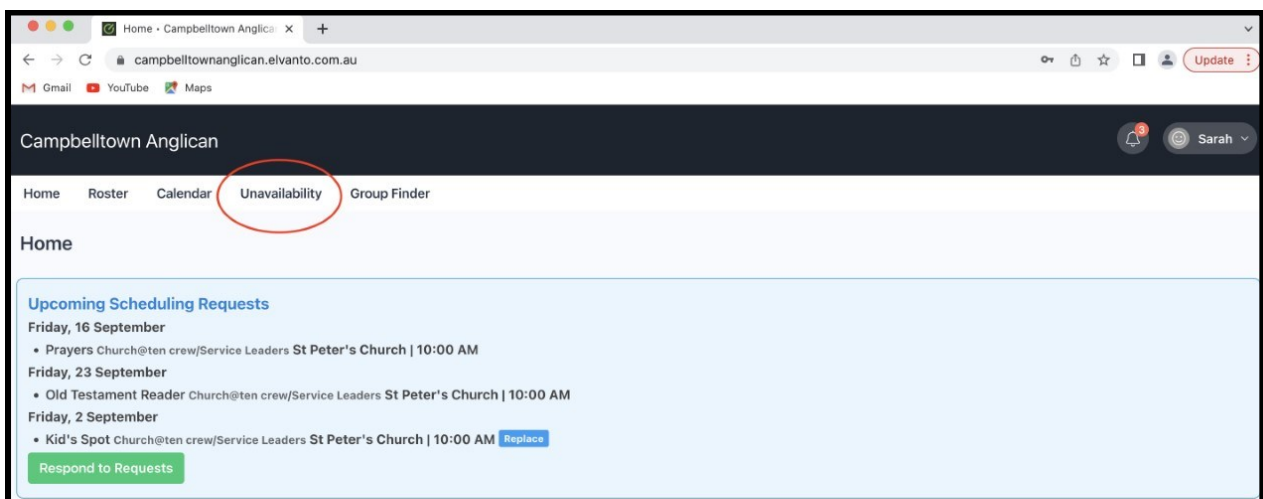 Home · Campbelltown Anglica
campbelltownanglican.elvanto.com.au
Update
Gmail YouTube Maps
Campbelltown Anglican
3
Sarah
Home Roster Calendar Unavailability Group Finder
Home
Upcoming Scheduling Requests
Friday, 16 September
• Prayers Church@ten crew/Service Leaders St Peter's Church | 10:00 AM
Friday, 23 September
• Old Testament Reader Church@ten crew/Service Leaders St Peter's Church | 10:00 AM
Friday, 2 September
• Kid's Spot Church@ten crew/Service Leaders St Peter's Church | 10:00 AM Replace
Respond to Requests